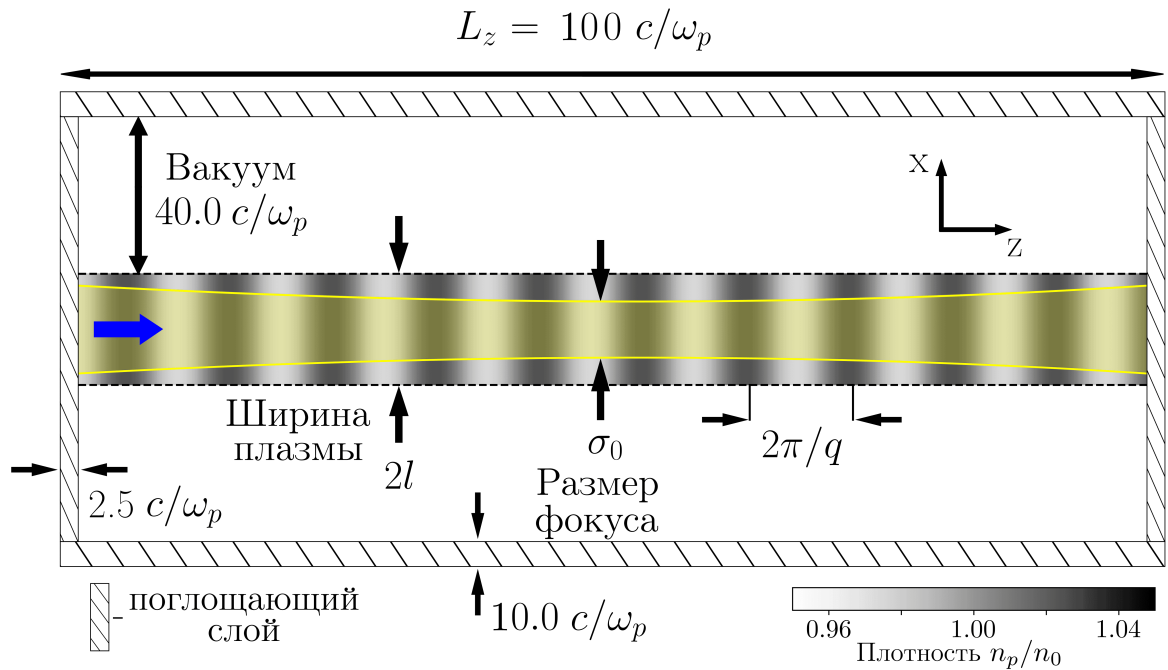 L_z = 100 c/ω_p
Вакуум
40.0 c/ω_p
X
Z
Ширина
плазмы
2l
σ_0
Размер
фокуса
2π/q
2.5 c/ω_p
поглощающий
слой
10.0 c/ω_p
0.96 1.00 1.04
Плотность n_p/n_0